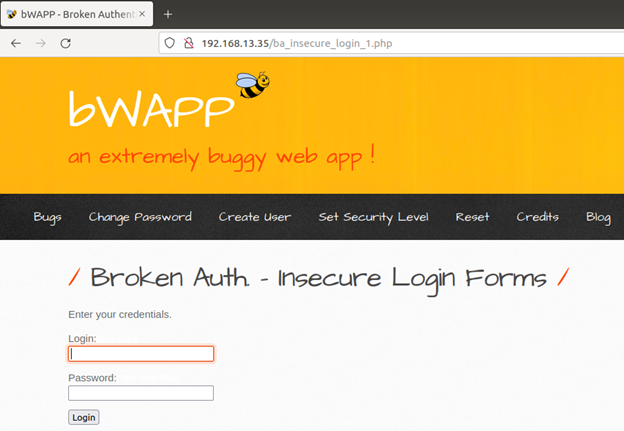 bWAPP - Broken Authent
192.168.13.35/ba_insecure_login_1.php
bWAPP
an extremely buggy web app !
Bugs Change Password Create User Set Security Level Reset Credits Blog
/ Broken Auth. - Insecure Login Forms /
Enter your credentials.
Login:
Password:
Login